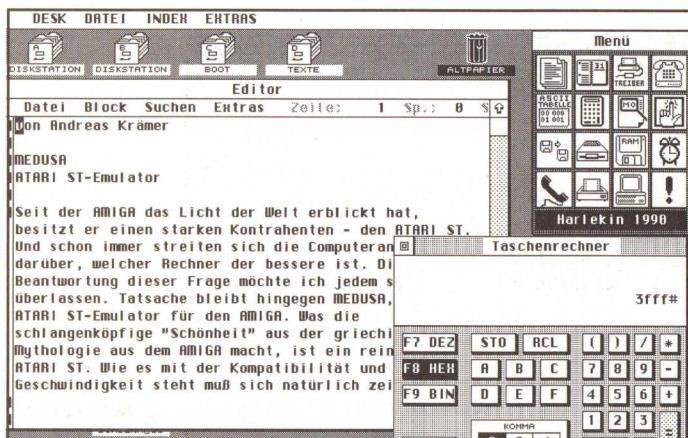 DESK DATEI INDEX EXTRAS
A B C D
DISKSTATION DISKSTATION BOOT TEXTE ALTPAPIER
Editor
Datei Block Suchen Extras Zeile: 1 Sp.: 0 S
Von Andreas Krämer
MEDUSA
ATARI ST-Emulator
Seit der AMIGA das Licht der Welt erblickt hat,
besitzt er einen starken Kontrahenten - den ATARI ST.
Und schon immer streiten sich die Computeran
darüber, welcher Rechner der bessere ist. Di
Beantwortung dieser Frage möchte ich jedem s
überlassen. Tatsache bleibt hingegen MEDUSA,
ATARI ST-Emulator für den AMIGA. Was die
schlangenköpfige "Schönheit" aus der griechi
Mythologie aus dem AMIGA macht, ist ein rein
ATARI ST. Wie es mit der Kompatibilität und
Geschwindigkeit steht muß sich natürlich zei
Menü
31 TREIBER
ASCII
TABELLE
00 000
01 001
MO
RAM
Harlekin 1990
Taschenrechner
3fff#
F7 DEZ STO RCL ( ) / *
F8 HEX A B C 7 8 9 -
F9 BIN D E F 4 5 6 +
KOMMA
1 2 3 =